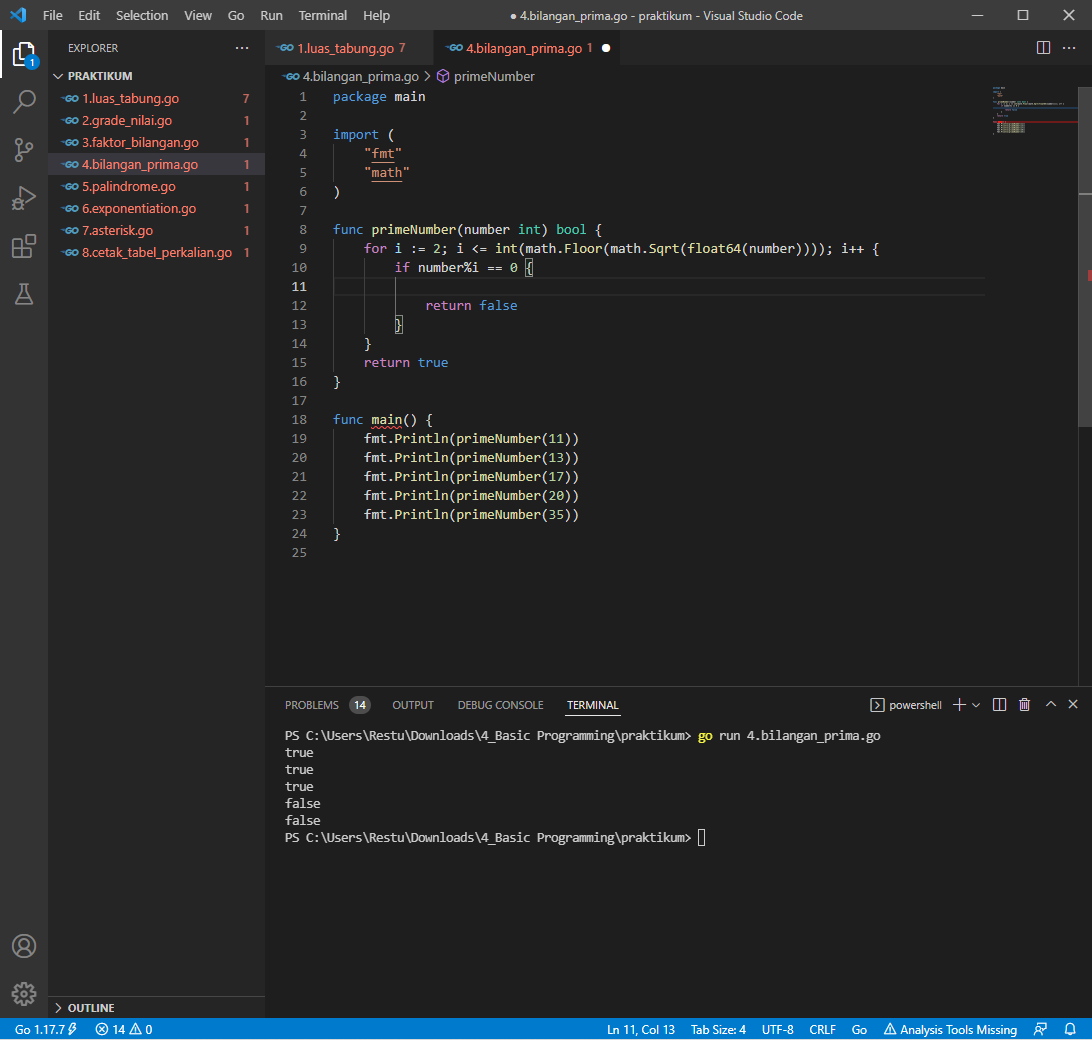 File Edit Selection View Go Run Terminal Help ● 4.bilangan_prima.go - praktikum - Visual Studio Code
EXPLORER ···
PRAKTIKUM
GO 1.luas_tabung.go 7
GO 2.grade_nilai.go 1
GO 3.faktor_bilangan.go 1
GO 4.bilangan_prima.go 1
GO 5.palindrome.go 1
GO 6.exponentiation.go 1
GO 7.asterisk.go 1
GO 8.cetak_tabel_perkalian.go 1
OUTLINE
1
GO 1.luas_tabung.go 7 GO 4.bilangan_prima.go 1 ●
GO 4.bilangan_prima.go > primeNumber
1 package main
2
3 import (
4     "fmt"
5     "math"
6 )
7
8 func primeNumber(number int) bool {
9     for i := 2; i <= int(math.Floor(math.Sqrt(float64(number)))); i++ {
10         if number%i == 0 {
11
12             return false
13         }
14     }
15     return true
16 }
17
18 func main() {
19     fmt.Println(primeNumber(11))
20     fmt.Println(primeNumber(13))
21     fmt.Println(primeNumber(17))
22     fmt.Println(primeNumber(20))
23     fmt.Println(primeNumber(35))
24 }
25
PROBLEMS 14 OUTPUT DEBUG CONSOLE TERMINAL powershell
PS C:\Users\Restu\Downloads\4_Basic Programming\praktikum> go run 4.bilangan_prima.go
true
true
true
false
false
PS C:\Users\Restu\Downloads\4_Basic Programming\praktikum>
Go 1.17.7 14 0 Ln 11, Col 13 Tab Size: 4 UTF-8 CRLF Go Analysis Tools Missing